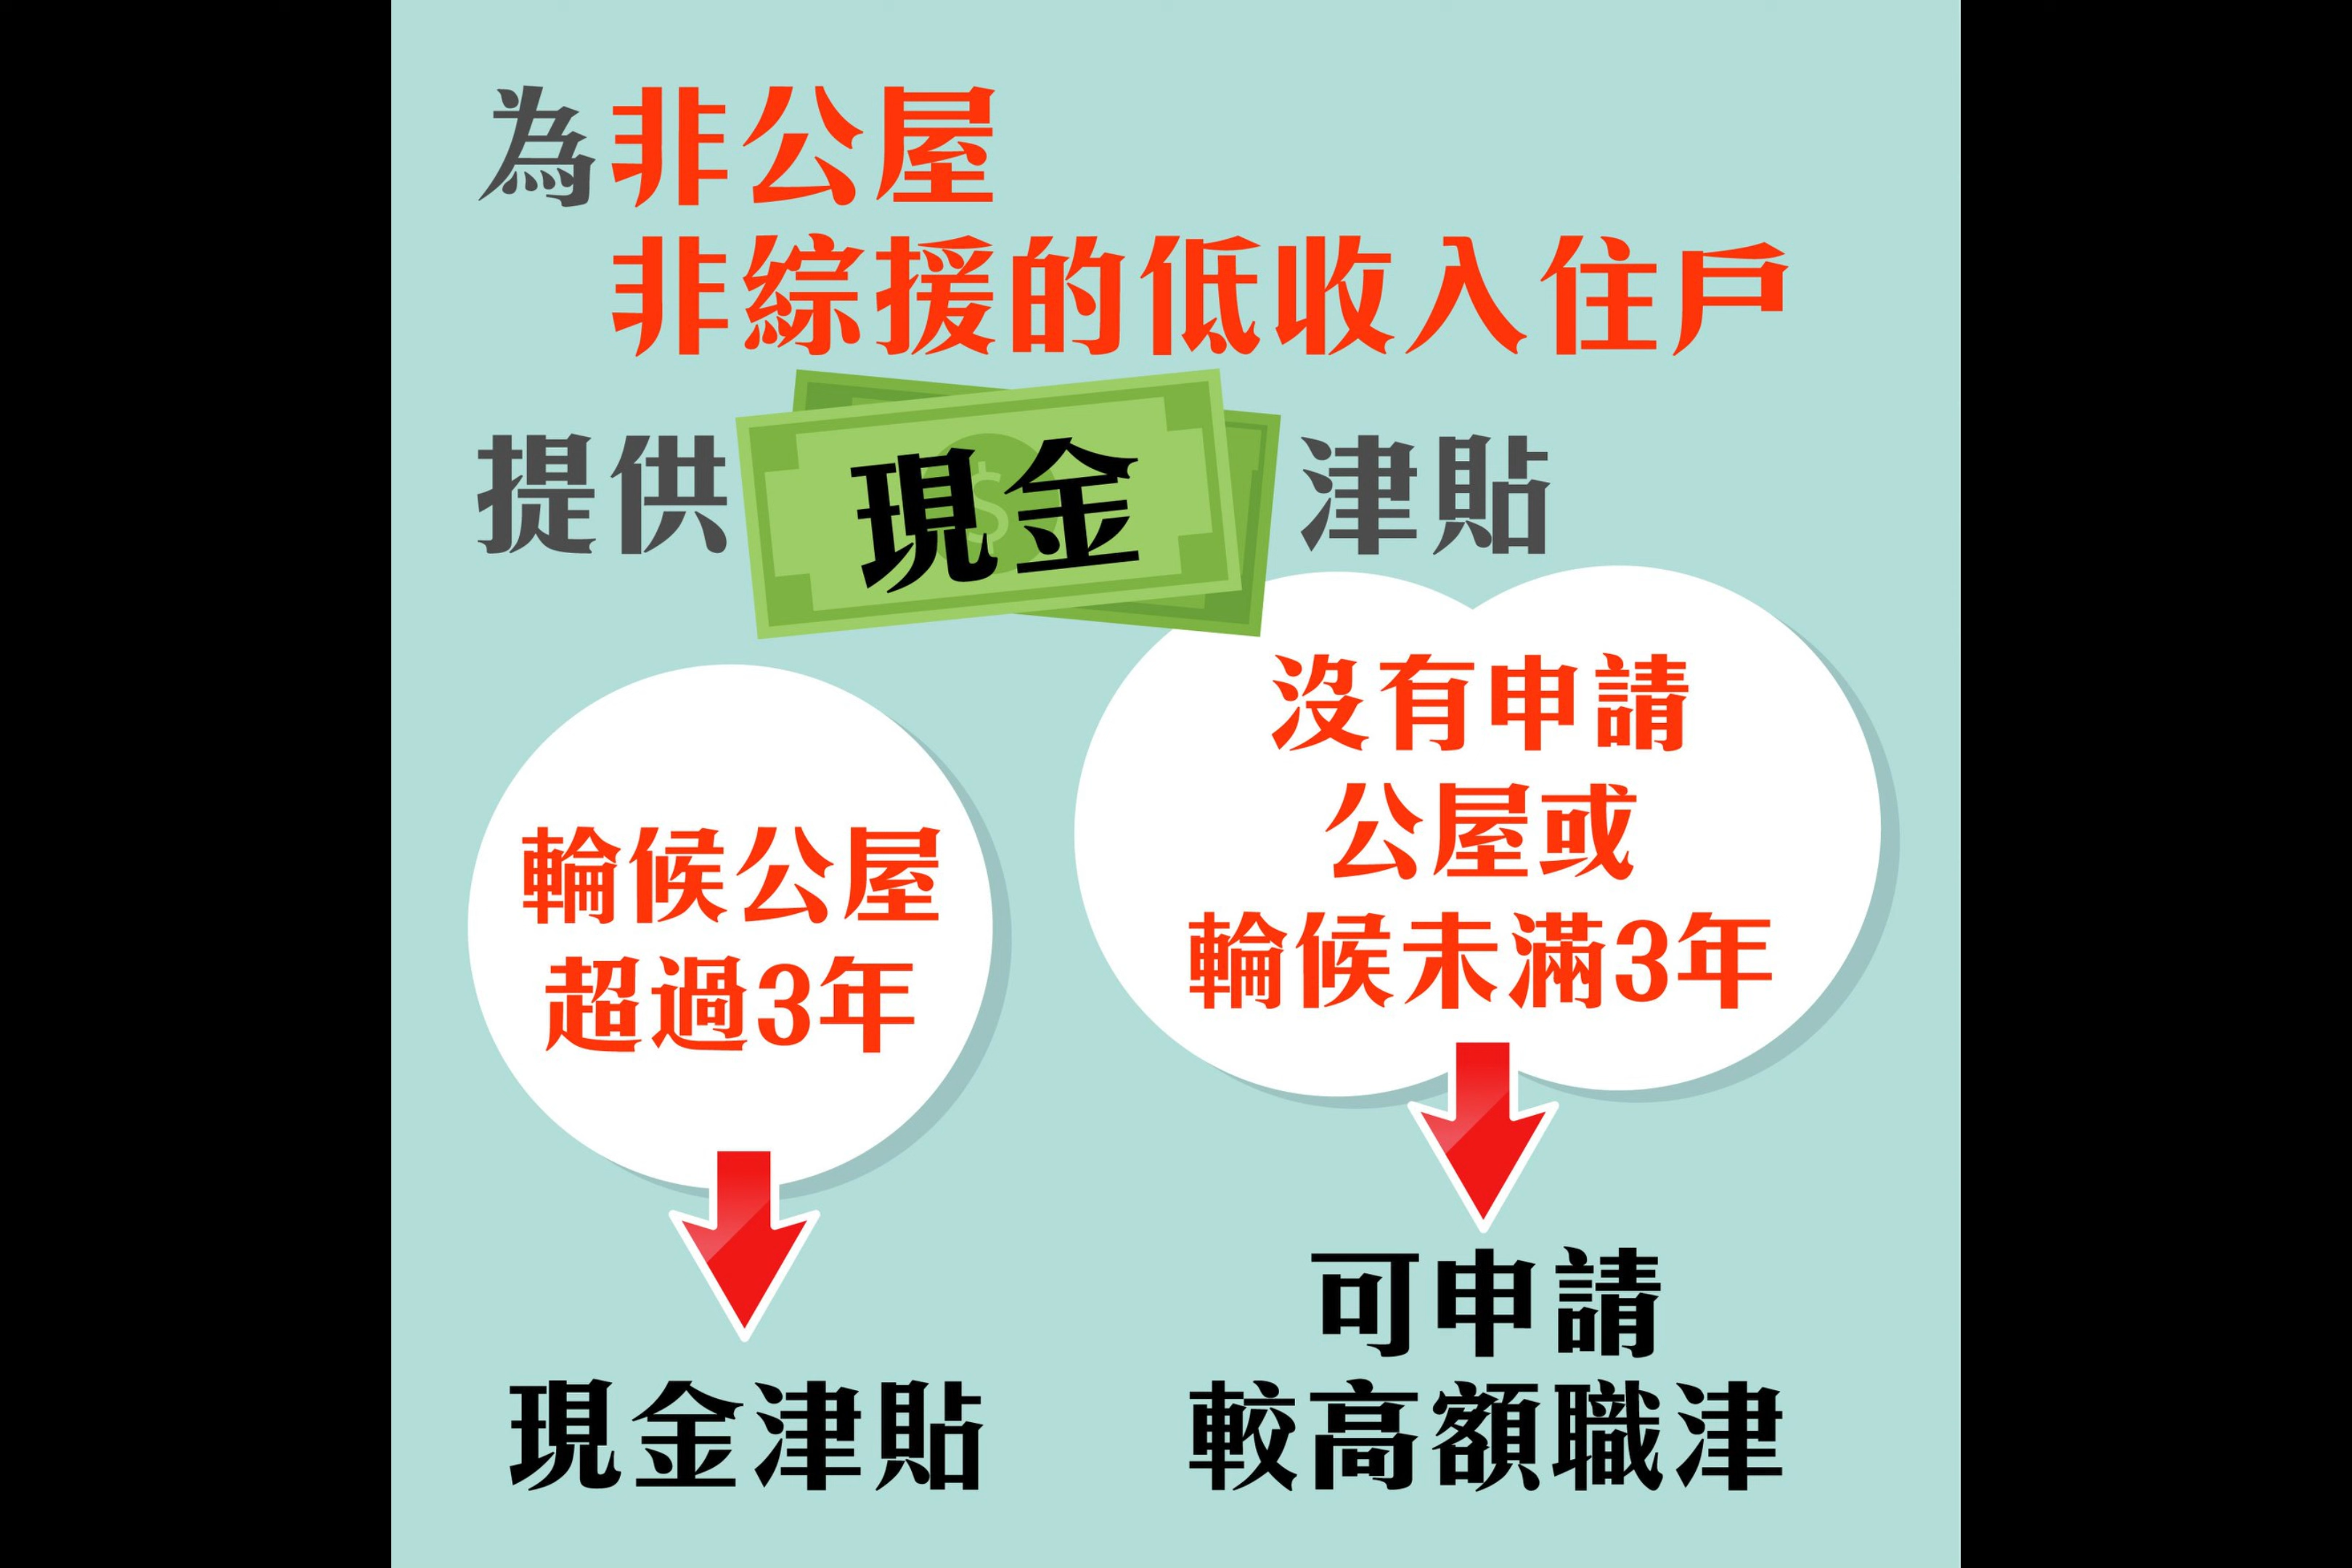 為非公屋
非綜援的低收入住戶
提供現金津貼
輪候公屋
超過3年
現金津貼
沒有申請
公屋或
輪候未滿3年
可申請
較高額職津